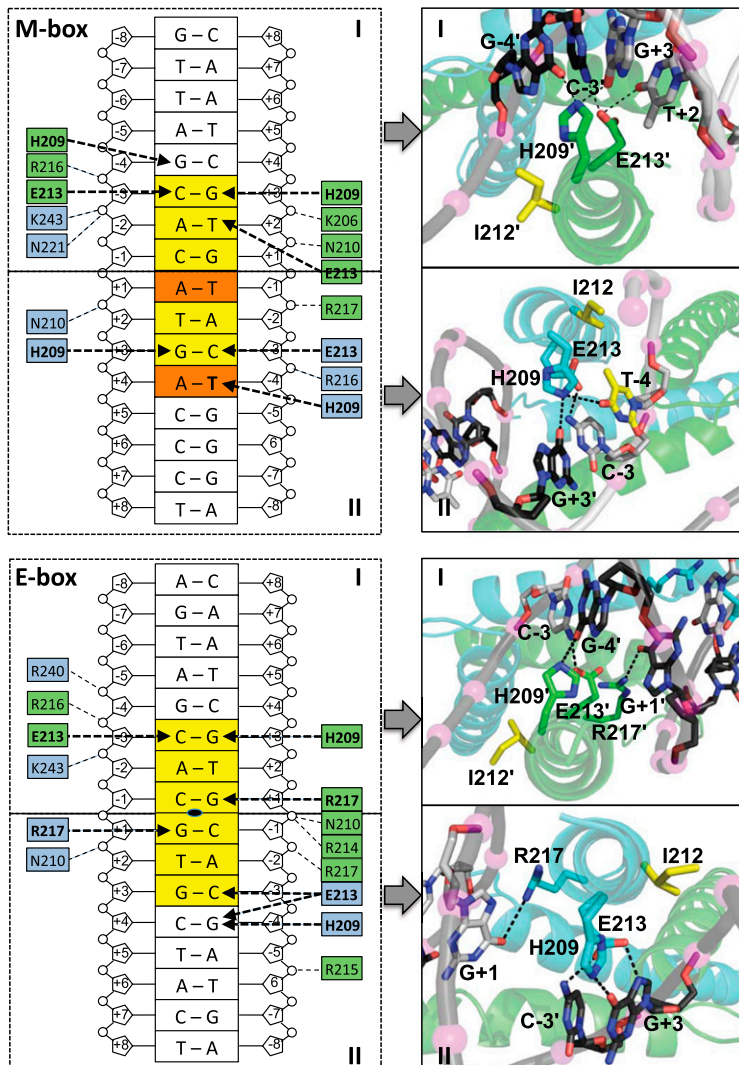 M-box I
-8 G – C +8
-7 T – A +7
-6 T – A +6
-5 A – T +5
H209 -4 G – C +4
R216
E213 -3 C – G +3 H209
K243 -2 A – T +2 K206
N221 -1 C – G +1 N210
E213
+1 A – T -1
N210 +2 T – A -2 R217
H209 +3 G – C -3 E213
+4 A – T -4 R216
+5 C – G -5 H209
+6 C – G 6
+7 C – G -7
+8 T – A -8
II
I
G-4'
G+3
C-3'
T+2
H209'
E213'
I212'
I212
E213
H209
T-4
C-3
G+3'
II
E-box I
-8 A – C +8
-7 G – A +7
-6 T – A +6
R240 -5 A – T +5
R216 -4 G – C +4
E213 -3 C – G +3 H209
K243 -2 A – T +2
-1 C – G +1 R217
R217 +1 G – C -1 N210
R214
N210 +2 T – A -2 R217
+3 G – C -3 E213
+4 C – G -4 H209
+5 T – A -5 R215
+6 A – T 6
+7 C – G -7
+8 T – A -8
II
I
C-3
G-4'
H209'
E213'
G+1'
R217'
I212'
R217
I212
E213
H209
G+1
C-3'
G+3
II